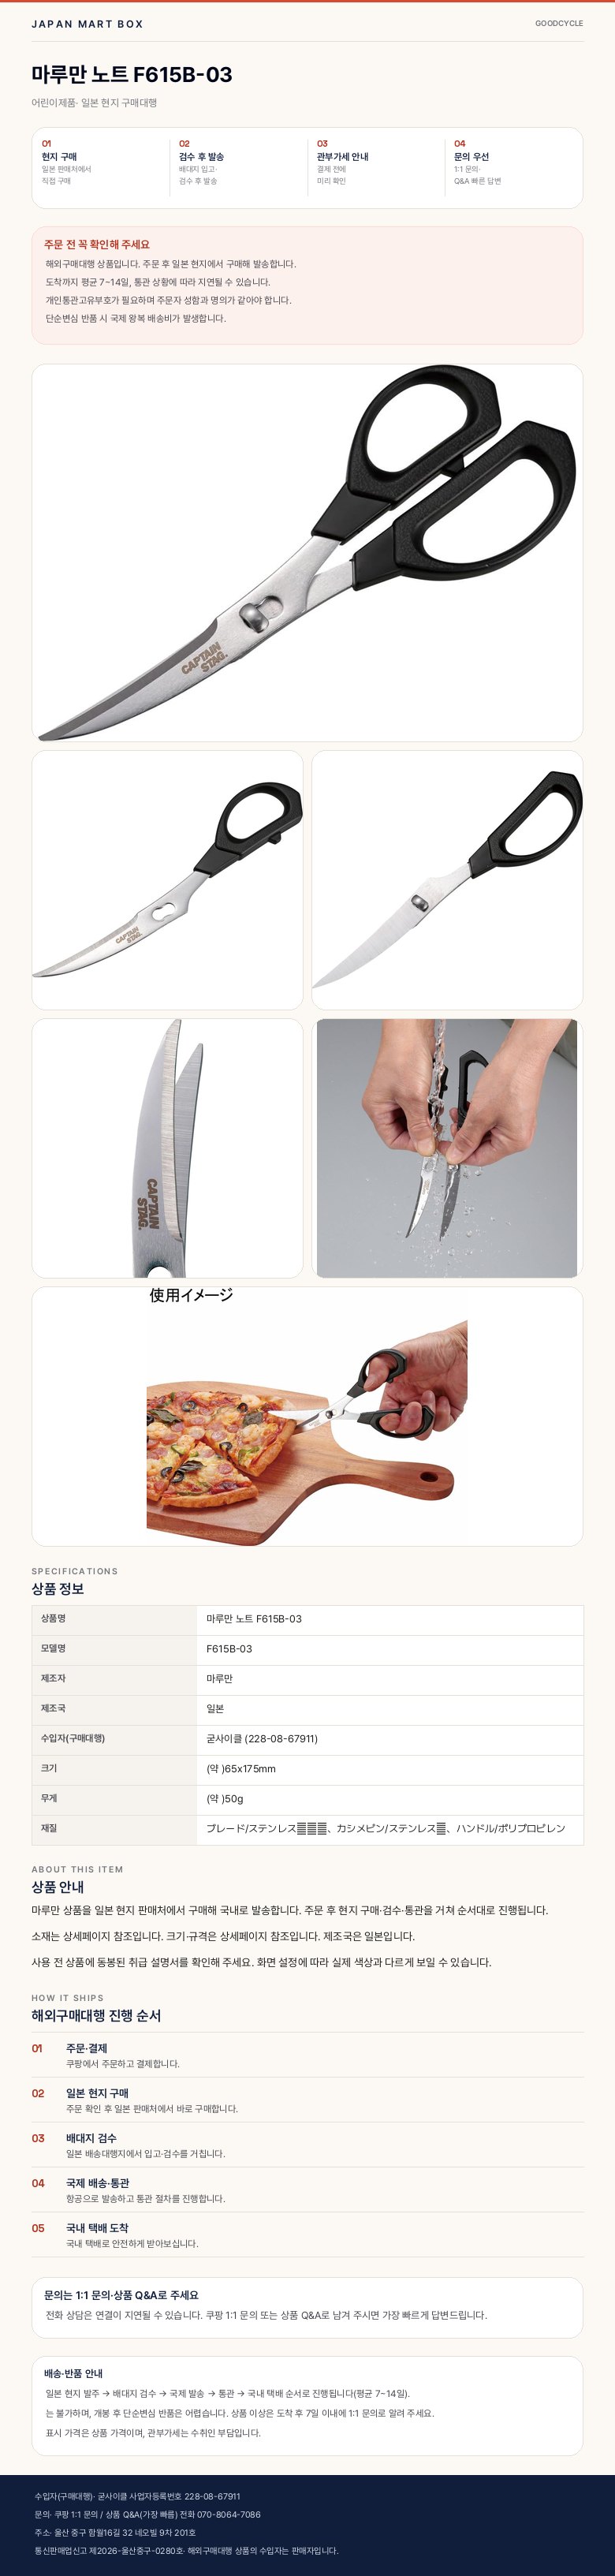 JAPAN MART BOX
GOODCYCLE
마루만 노트 F615B-03
어린이제품· 일본 현지 구매대행
01
현지 구매
일본 판매처에서
직접 구매
02
검수 후 발송
배대지 입고·
검수 후 발송
03
관부가세 안내
결제 전에
미리 확인
04
문의 우선
1:1 문의·
Q&A 빠른 답변
주문 전 꼭 확인해 주세요
해외구매대행 상품입니다. 주문 후 일본 현지에서 구매해 발송합니다.
도착까지 평균 7~14일, 통관 상황에 따라 지연될 수 있습니다.
개인통관고유부호가 필요하며 주문자 성함과 명의가 같아야 합니다.
단순변심 반품 시 국제 왕복 배송비가 발생합니다.
CAPTAIN
STAG.
CAPTAIN
STAG.
CAPTAIN
STAG.
使用イメージ
SPECIFICATIONS
상품 정보
상품명 마루만 노트 F615B-03
모델명 F615B-03
제조자 마루만
제조국 일본
수입자(구매대행) 굳사이클 (228-08-67911)
크기 (약 )65x175mm
무게 (약 )50g
재질 ブレード/ステンレス、カシメピン/ステンレス、ハンドル/ポリプロピレン
ABOUT THIS ITEM
상품 안내
마루만 상품을 일본 현지 판매처에서 구매해 국내로 발송합니다. 주문 후 현지 구매·검수·통관을 거쳐 순서대로 진행됩니다.
소재는 상세페이지 참조입니다. 크기·규격은 상세페이지 참조입니다. 제조국은 일본입니다.
사용 전 상품에 동봉된 취급 설명서를 확인해 주세요. 화면 설정에 따라 실제 색상과 다르게 보일 수 있습니다.
HOW IT SHIPS
해외구매대행 진행 순서
01 주문·결제
쿠팡에서 주문하고 결제합니다.
02 일본 현지 구매
주문 확인 후 일본 판매처에서 바로 구매합니다.
03 배대지 검수
일본 배송대행지에서 입고·검수를 거칩니다.
04 국제 배송·통관
항공으로 발송하고 통관 절차를 진행합니다.
05 국내 택배 도착
국내 택배로 안전하게 받아보십니다.
문의는 1:1 문의·상품 Q&A로 주세요
전화 상담은 연결이 지연될 수 있습니다. 쿠팡 1:1 문의 또는 상품 Q&A로 남겨 주시면 가장 빠르게 답변드립니다.
배송·반품 안내
일본 현지 발주 → 배대지 검수 → 국제 발송 → 통관 → 국내 택배 순서로 진행됩니다(평균 7~14일).
는 불가하며, 개봉 후 단순변심 반품은 어렵습니다. 상품 이상은 도착 후 7일 이내에 1:1 문의로 알려 주세요.
표시 가격은 상품 가격이며, 관부가세는 수취인 부담입니다.
수입자(구매대행)· 굳사이클 사업자등록번호 228-08-67911
문의· 쿠팡 1:1 문의 / 상품 Q&A(가장 빠름) 전화 070-8064-7086
주소· 울산 중구 함월16길 32 네오빌 9차 201호
통신판매업신고 제2026-울산중구-0280호· 해외구매대행 상품의 수입자는 판매자입니다.